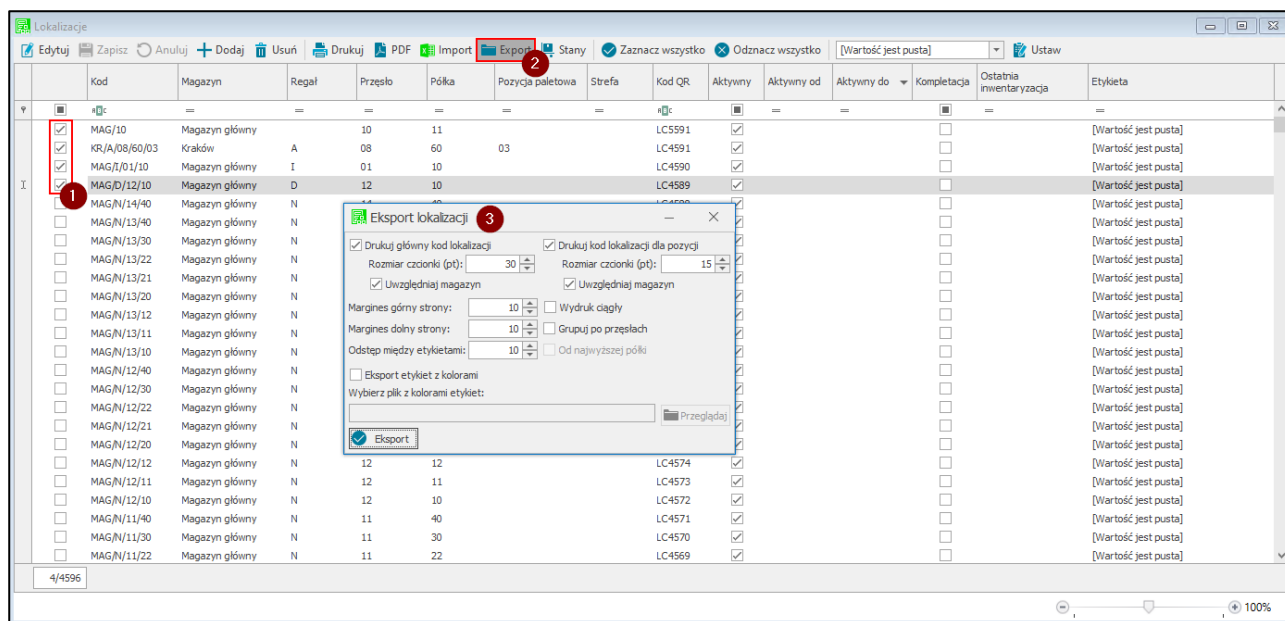 Lokalizacje
Edytuj Zapisz Anuluj Dodaj Usuń Drukuj PDF Import Export Stany Zaznacz wszystko Odznacz wszystko [Wartość jest pusta] Ustaw
2
Kod Magazyn Regał Przęsło Półka Pozycja paletowa Strefa Kod QR Aktywny Aktywny od Aktywny do Kompletacja Ostatnia inwentaryzacja Etykieta
MAG/10 Magazyn główny 10 11 LC5591 [Wartość jest pusta]
KR/A/08/60/03 Kraków A 08 60 03 LC4591 [Wartość jest pusta]
MAG/I/01/10 Magazyn główny I 01 10 LC4590 [Wartość jest pusta]
MAG/D/12/10 Magazyn główny D 12 10 LC4589 [Wartość jest pusta]
1
MAG/N/14/40 Magazyn główny N [Wartość jest pusta]
MAG/N/13/40 Magazyn główny N [Wartość jest pusta]
MAG/N/13/30 Magazyn główny N [Wartość jest pusta]
MAG/N/13/22 Magazyn główny N [Wartość jest pusta]
MAG/N/13/21 Magazyn główny N [Wartość jest pusta]
MAG/N/13/20 Magazyn główny N [Wartość jest pusta]
MAG/N/13/12 Magazyn główny N [Wartość jest pusta]
MAG/N/13/11 Magazyn główny N [Wartość jest pusta]
MAG/N/13/10 Magazyn główny N [Wartość jest pusta]
MAG/N/12/40 Magazyn główny N [Wartość jest pusta]
MAG/N/12/30 Magazyn główny N [Wartość jest pusta]
MAG/N/12/22 Magazyn główny N [Wartość jest pusta]
MAG/N/12/21 Magazyn główny N [Wartość jest pusta]
MAG/N/12/20 Magazyn główny N [Wartość jest pusta]
MAG/N/12/12 Magazyn główny N 12 12 LC4574 [Wartość jest pusta]
MAG/N/12/11 Magazyn główny N 12 11 LC4573 [Wartość jest pusta]
MAG/N/12/10 Magazyn główny N 12 10 LC4572 [Wartość jest pusta]
MAG/N/11/40 Magazyn główny N 11 40 LC4571 [Wartość jest pusta]
MAG/N/11/30 Magazyn główny N 11 30 LC4570 [Wartość jest pusta]
MAG/N/11/22 Magazyn główny N 11 22 LC4569 [Wartość jest pusta]
Eksport lokalizacji 3
Drukuj główny kod lokalizacji Drukuj kod lokalizacji dla pozycji
Rozmiar czcionki (pt): 30 Rozmiar czcionki (pt): 15
Uwzględniaj magazyn Uwzględniaj magazyn
Margines górny strony: 10 Wydruk ciągły
Margines dolny strony: 10 Grupuj po przęsłach
Odstęp między etykietami: 10 Od najwyższej półki
Eksport etykiet z kolorami
Wybierz plik z kolorami etykiet:
Przeglądaj
Eksport
4/4596
100%